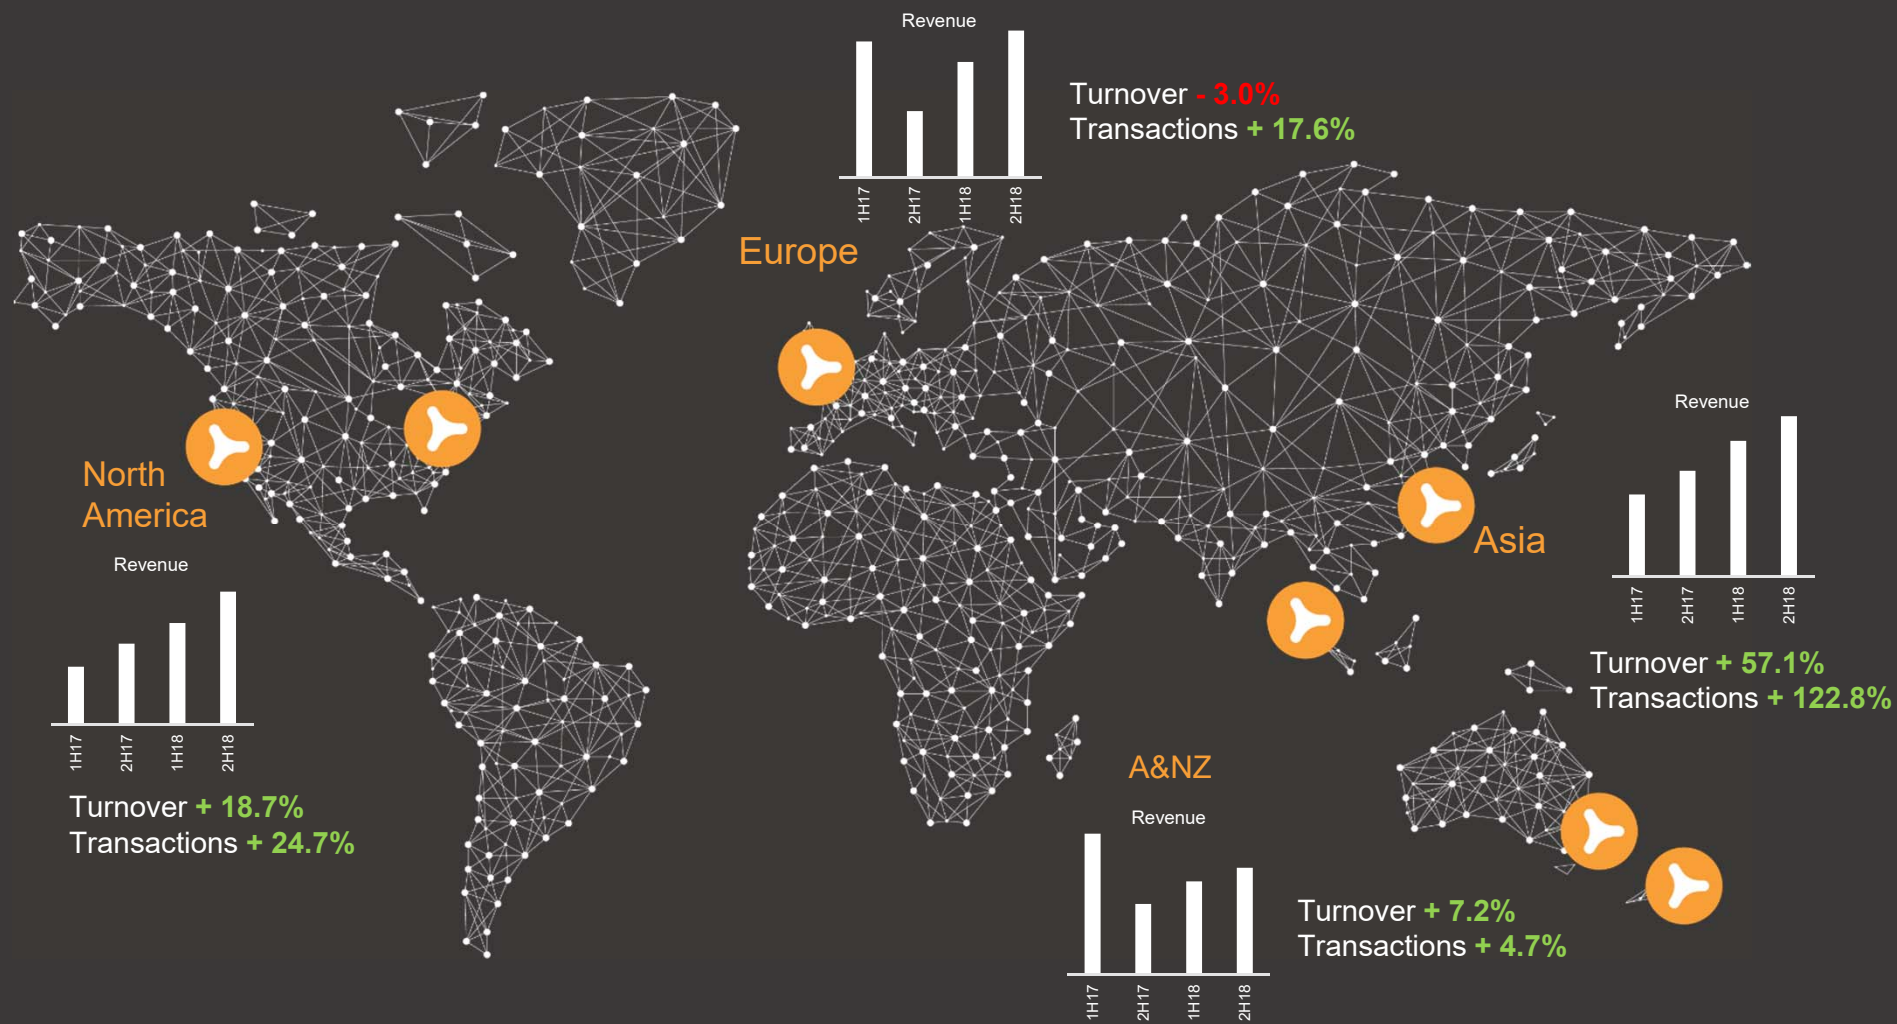 Revenue
1H17
2H17
1H18
2H18
Turnover - 3.0%
Transactions + 17.6%
Europe
North
America
Revenue
1H17
2H17
1H18
2H18
Turnover + 18.7%
Transactions + 24.7%
Revenue
1H17
2H17
1H18
2H18
Asia
Turnover + 57.1%
Transactions + 122.8%
A&NZ
Revenue
1H17
2H17
1H18
2H18
Turnover + 7.2%
Transactions + 4.7%